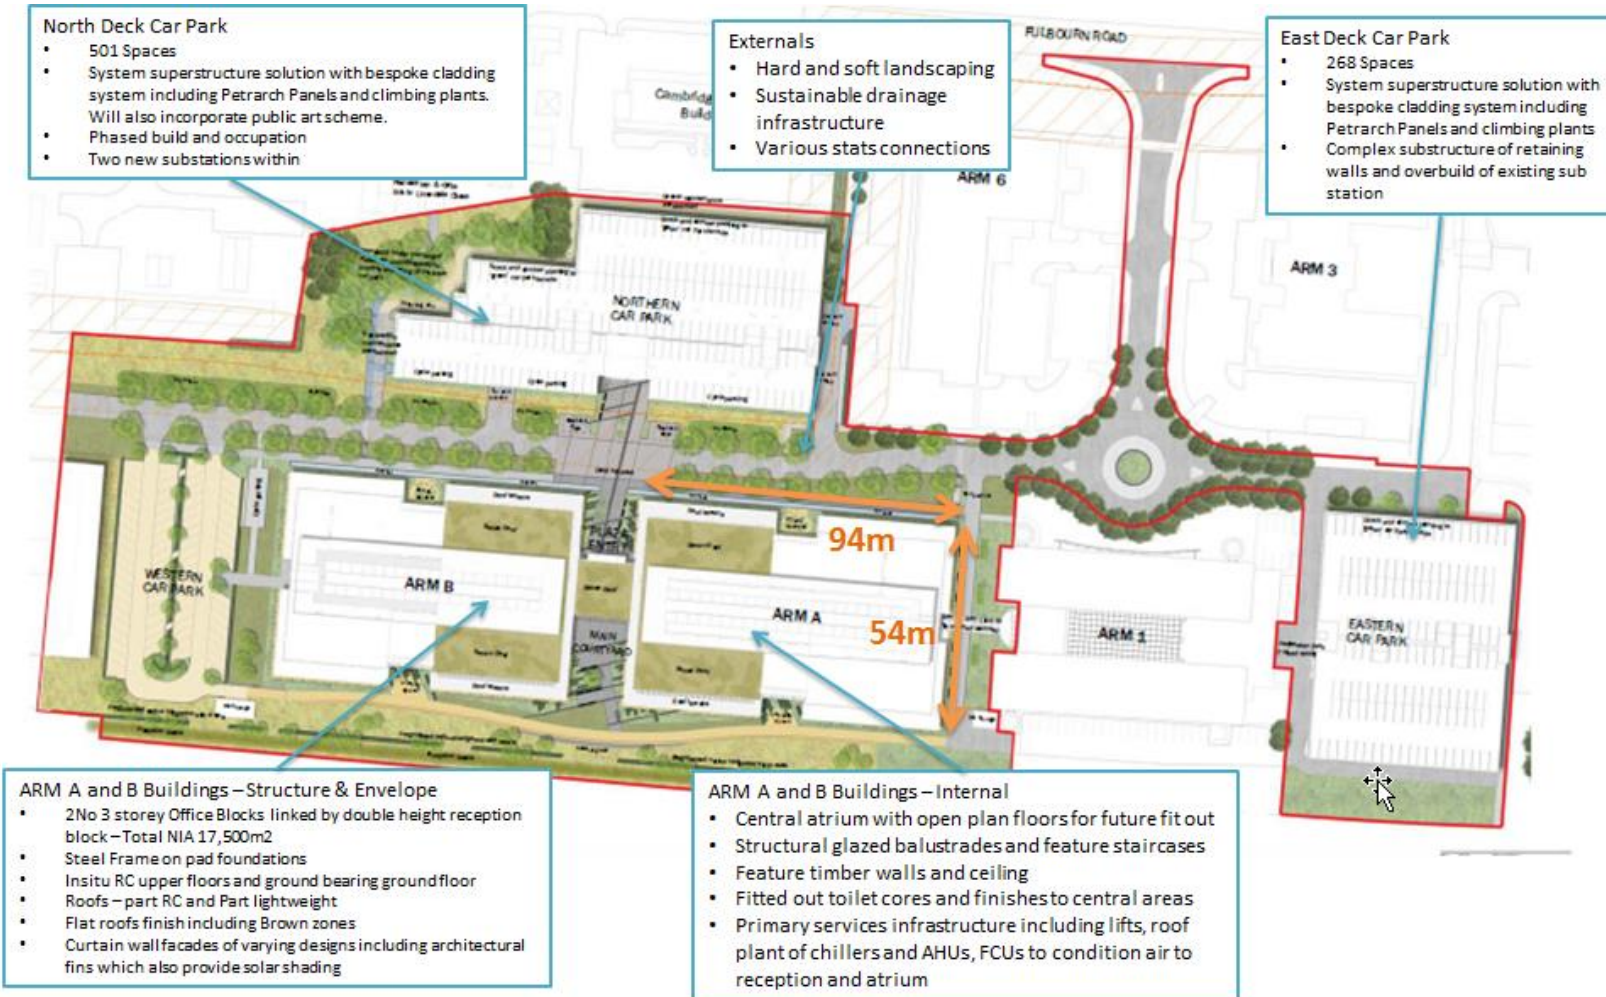 North Deck Car Park
• 501 Spaces
• System superstructure solution with bespoke cladding
system including Petrarch Panels and climbing plants.
Will also incorporate public art scheme.
• Phased build and occupation
• Two new substations within
Externals
• Hard and soft landscaping
• Sustainable drainage
infrastructure
• Various stats connections
FULBOURN ROAD
East Deck Car Park
• 268 Spaces
• System superstructure solution with
bespoke cladding system including
Petrarch Panels and climbing plants
• Complex substructure of retaining
walls and overbuild of existing sub
station
ARM 6
ARM 3
NORTHERN
CAR PARK
94m
54m
WESTERN
CAR PARK
ARM B
PLAZA
ENTRY
MAIN
COURTYARD
ARM A
ARM 1
EASTERN
CAR PARK
ARM A and B Buildings – Structure & Envelope
• 2No 3 storey Office Blocks linked by double height reception
block – Total NIA 17,500m2
• Steel Frame on pad foundations
• Insitu RC upper floors and ground bearing ground floor
• Roofs – part RC and Part lightweight
• Flat roofs finish including Brown zones
• Curtain wall facades of varying designs including architectural
fins which also provide solar shading
ARM A and B Buildings – Internal
• Central atrium with open plan floors for future fit out
• Structural glazed balustrades and feature staircases
• Feature timber walls and ceiling
• Fitted out toilet cores and finishes to central areas
• Primary services infrastructure including lifts, roof
plant of chillers and AHUs, FCUs to condition air to
reception and atrium